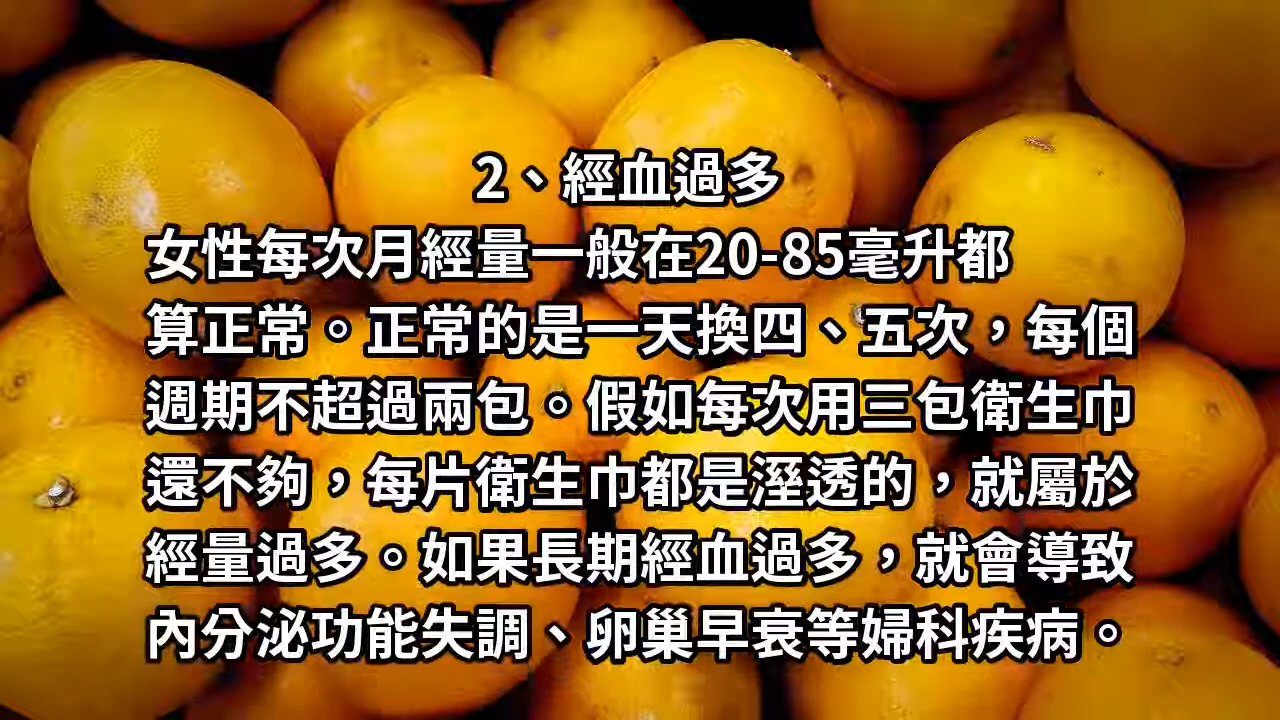 2、經血過多
女性每次月經量一般在20-85毫升都
算正常。正常的是一天換四、五次，每個
週期不超過兩包。假如每次用三包衛生巾
還不夠，每片衛生巾都是溼透的，就屬於
經量過多。如果長期經血過多，就會導致
內分泌功能失調、卵巢早衰等婦科疾病。